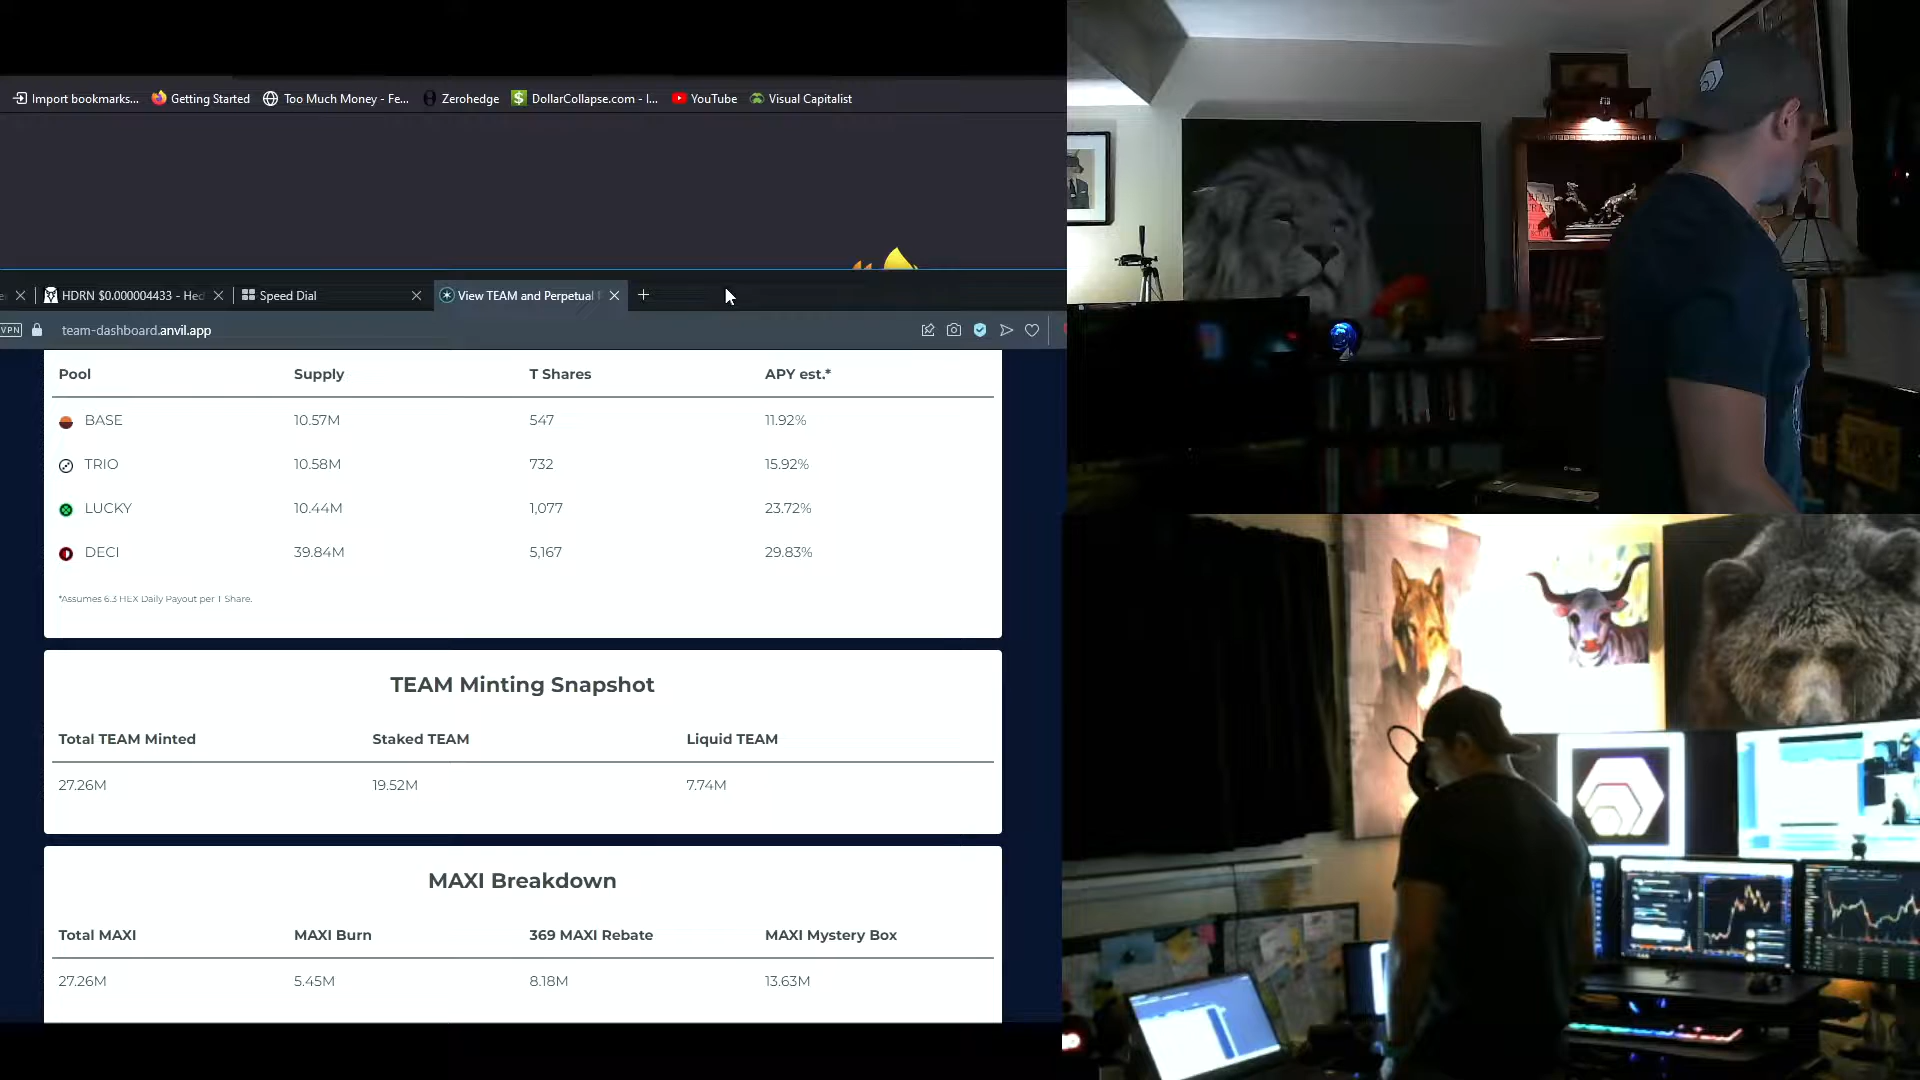 Import bookmarks...
Getting Started
Too Much Money - Fe...
Zerohedge
DollarCollapse.com - I...
YouTube
Visual Capitalist
HDRN $0.000004433 - Hed
Speed Dial
View TEAM and Perpetual
VPN
team-dashboard.anvil.app
Pool Supply T Shares APY est.*
BASE 10.57M 547 11.92%
TRIO 10.58M 732 15.92%
LUCKY 10.44M 1,077 23.72%
DECI 39.84M 5,167 29.83%
*Assumes 6.3 HEX Daily Payout per T Share.
TEAM Minting Snapshot
Total TEAM Minted Staked TEAM Liquid TEAM
27.26M 19.52M 7.74M
MAXI Breakdown
Total MAXI MAXI Burn 369 MAXI Rebate MAXI Mystery Box
27.26M 5.45M 8.18M 13.63M